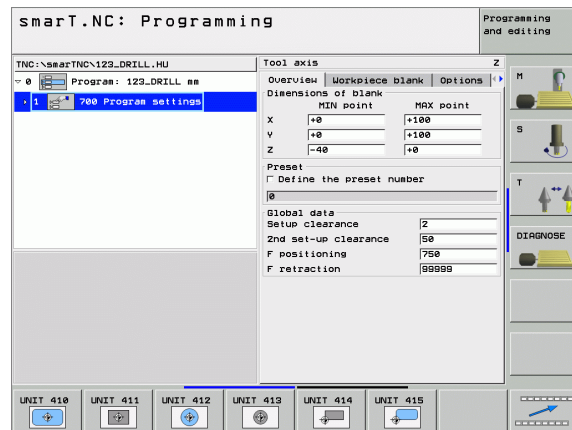 smarT.NC: Programming
Programming
and editing
TNC:\smarTNC\123_DRILL.HU
0 Program: 123_DRILL mm
1 700 Program settings
Tool axis Z
Overview Workpiece blank Options
Dimensions of blank
MIN point MAX point
X +0 +100
Y +0 +100
Z -40 +0
Preset
Define the preset number
0
Global data
Setup clearance 2
2nd set-up clearance 50
F positioning 750
F retraction 99999
M
S
T
DIAGNOSE
UNIT 410 UNIT 411 UNIT 412 UNIT 413 UNIT 414 UNIT 415